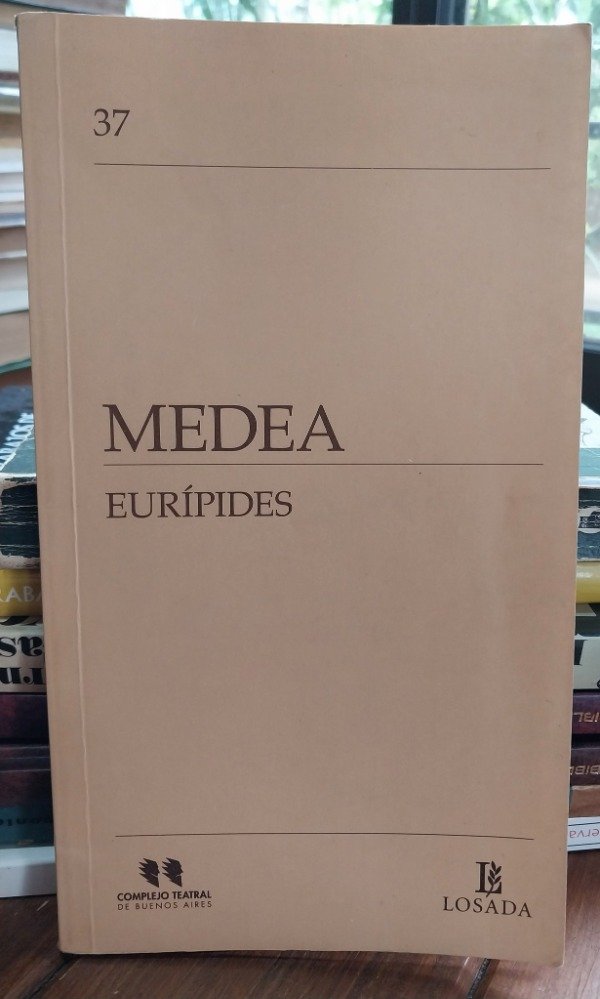 37
MEDEA
EURÍPIDES
COMPLEJO TEATRAL
DE BUENOS AIRES
LOSADA